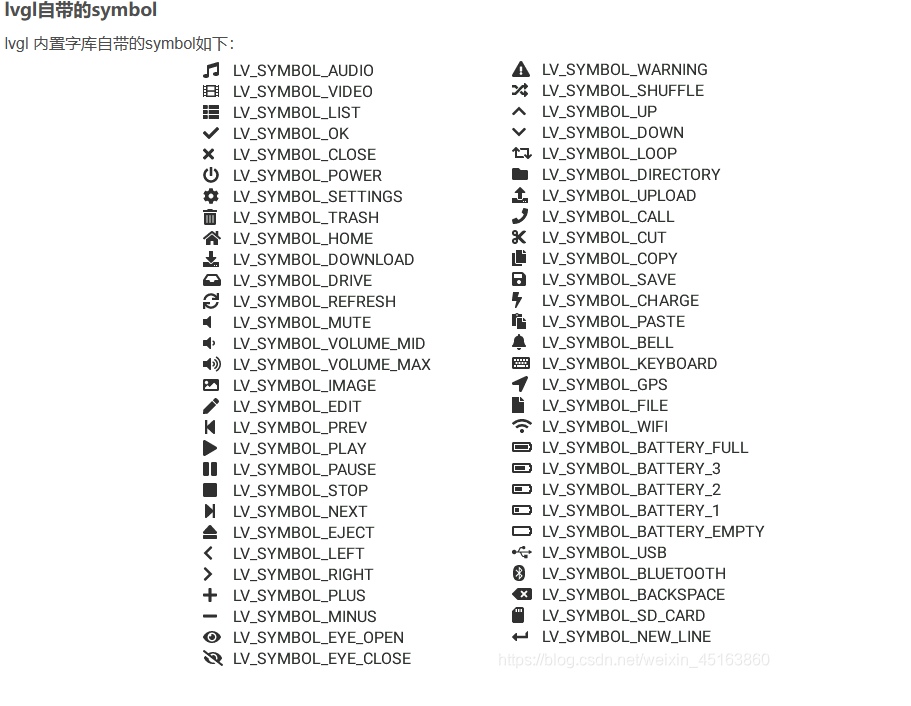 lvgl自带的symbol
lvgl 内置字库自带的symbol如下：
LV_SYMBOL_AUDIO
LV_SYMBOL_VIDEO
LV_SYMBOL_LIST
LV_SYMBOL_OK
LV_SYMBOL_CLOSE
LV_SYMBOL_POWER
LV_SYMBOL_SETTINGS
LV_SYMBOL_TRASH
LV_SYMBOL_HOME
LV_SYMBOL_DOWNLOAD
LV_SYMBOL_DRIVE
LV_SYMBOL_REFRESH
LV_SYMBOL_MUTE
LV_SYMBOL_VOLUME_MID
LV_SYMBOL_VOLUME_MAX
LV_SYMBOL_IMAGE
LV_SYMBOL_EDIT
LV_SYMBOL_PREV
LV_SYMBOL_PLAY
LV_SYMBOL_PAUSE
LV_SYMBOL_STOP
LV_SYMBOL_NEXT
LV_SYMBOL_EJECT
LV_SYMBOL_LEFT
LV_SYMBOL_RIGHT
LV_SYMBOL_PLUS
LV_SYMBOL_MINUS
LV_SYMBOL_EYE_OPEN
LV_SYMBOL_EYE_CLOSE
LV_SYMBOL_WARNING
LV_SYMBOL_SHUFFLE
LV_SYMBOL_UP
LV_SYMBOL_DOWN
LV_SYMBOL_LOOP
LV_SYMBOL_DIRECTORY
LV_SYMBOL_UPLOAD
LV_SYMBOL_CALL
LV_SYMBOL_CUT
LV_SYMBOL_COPY
LV_SYMBOL_SAVE
LV_SYMBOL_CHARGE
LV_SYMBOL_PASTE
LV_SYMBOL_BELL
LV_SYMBOL_KEYBOARD
LV_SYMBOL_GPS
LV_SYMBOL_FILE
LV_SYMBOL_WIFI
LV_SYMBOL_BATTERY_FULL
LV_SYMBOL_BATTERY_3
LV_SYMBOL_BATTERY_2
LV_SYMBOL_BATTERY_1
LV_SYMBOL_BATTERY_EMPTY
LV_SYMBOL_USB
LV_SYMBOL_BLUETOOTH
LV_SYMBOL_BACKSPACE
LV_SYMBOL_SD_CARD
LV_SYMBOL_NEW_LINE
https://blog.csdn.net/weixin_45163860